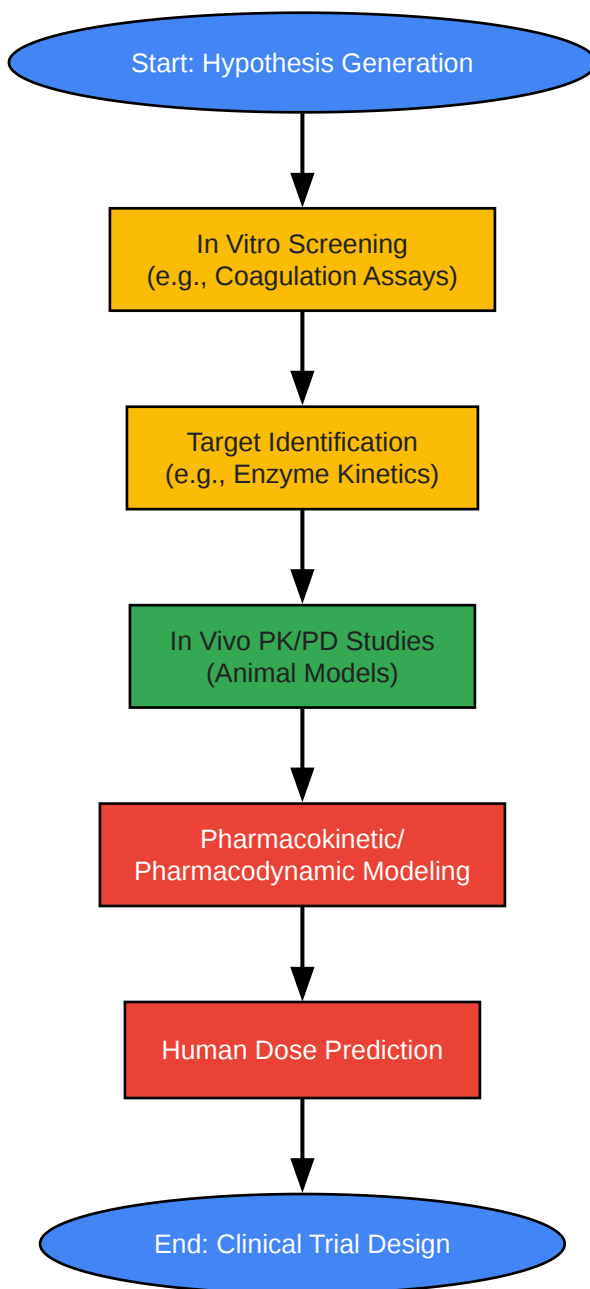 Start: Hypothesis Generation
In Vitro Screening
(e.g., Coagulation Assays)
Target Identification
(e.g., Enzyme Kinetics)
In Vivo PK/PD Studies
(Animal Models)
Pharmacokinetic/
Pharmacodynamic Modeling
Human Dose Prediction
End: Clinical Trial Design